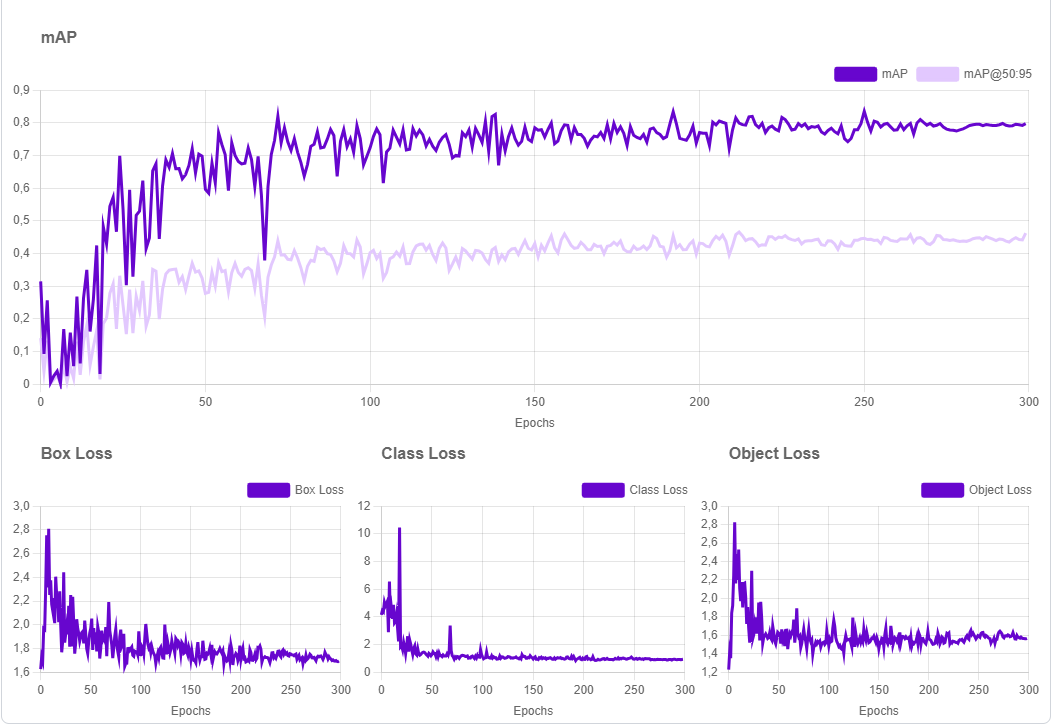 mAP
mAP mAP@50:95
0,9
0,8
0,7
0,6
0,5
0,4
0,3
0,2
0,1
0
0 50 100 150 200 250 300
Epochs
Box Loss Class Loss Object Loss
Box Loss
3,0
2,8
2,6
2,4
2,2
2,0
1,8
1,6
0 50 100 150 200 250 300
Epochs
Class Loss
12
10
8
6
4
2
0
0 50 100 150 200 250 300
Epochs
Object Loss
3,0
2,8
2,6
2,4
2,2
2,0
1,8
1,6
1,4
1,2
0 50 100 150 200 250 300
Epochs